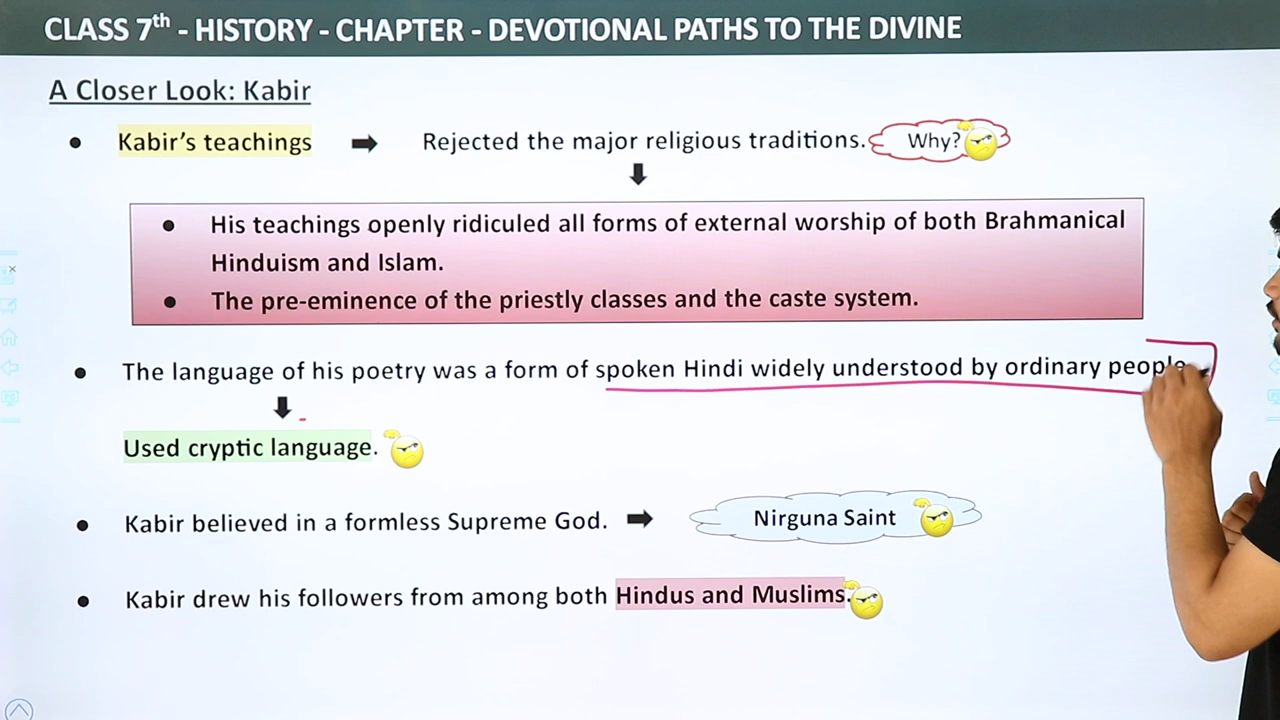 CLASS 7th - HISTORY - CHAPTER - DEVOTIONAL PATHS TO THE DIVINE
A Closer Look: Kabir
• Kabir's teachings ➡ Rejected the major religious traditions. Why?
• His teachings openly ridiculed all forms of external worship of both Brahmanical
Hinduism and Islam.
• The pre-eminence of the priestly classes and the caste system.
• The language of his poetry was a form of spoken Hindi widely understood by ordinary people
Used cryptic language.
• Kabir believed in a formless Supreme God. ➡ Nirguna Saint
• Kabir drew his followers from among both Hindus and Muslims.